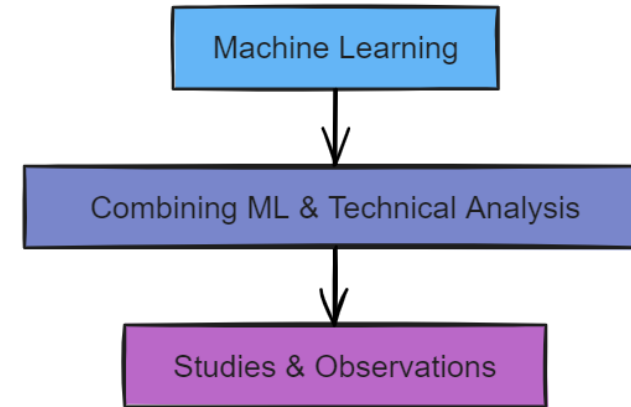 Machine Learning
Combining ML & Technical Analysis
Studies & Observations